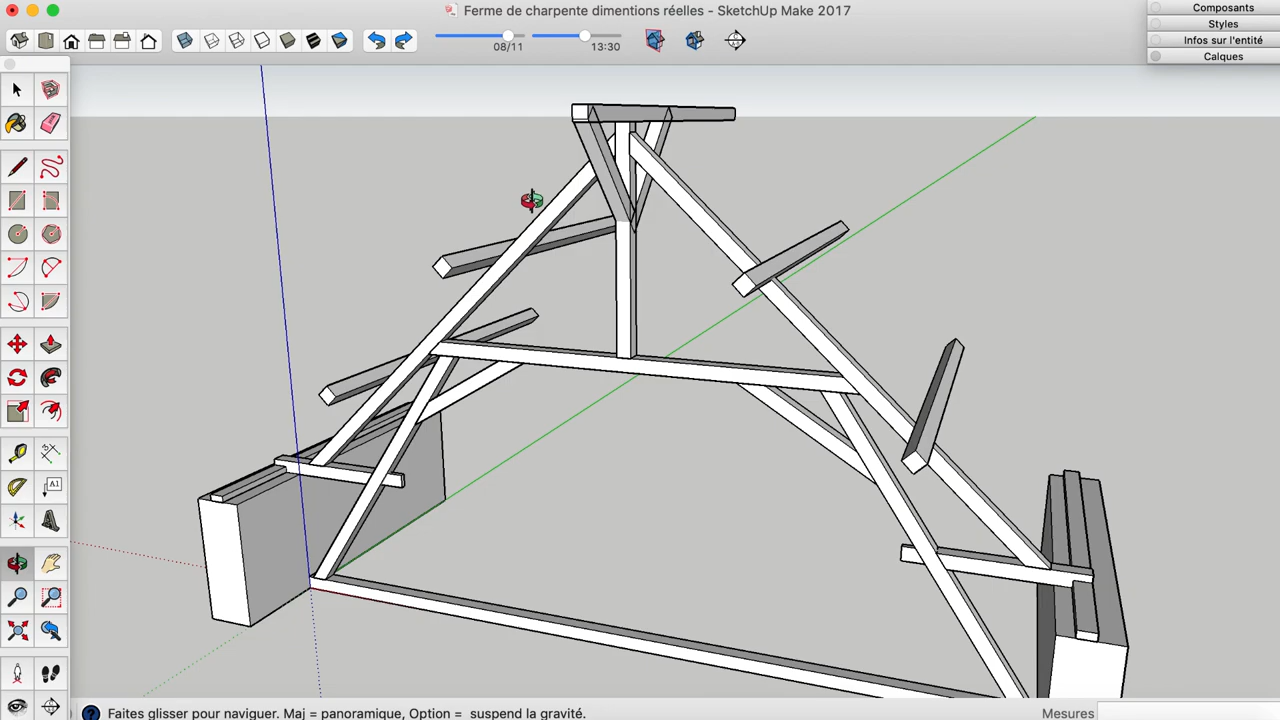 Ferme de charpente dimentions réelles - SketchUp Make 2017
Composants
Styles
Infos sur l'entité
Calques
08/11
13:30
A1
Faites glisser pour naviguer. Maj = panoramique, Option = suspend la gravité.
Mesures